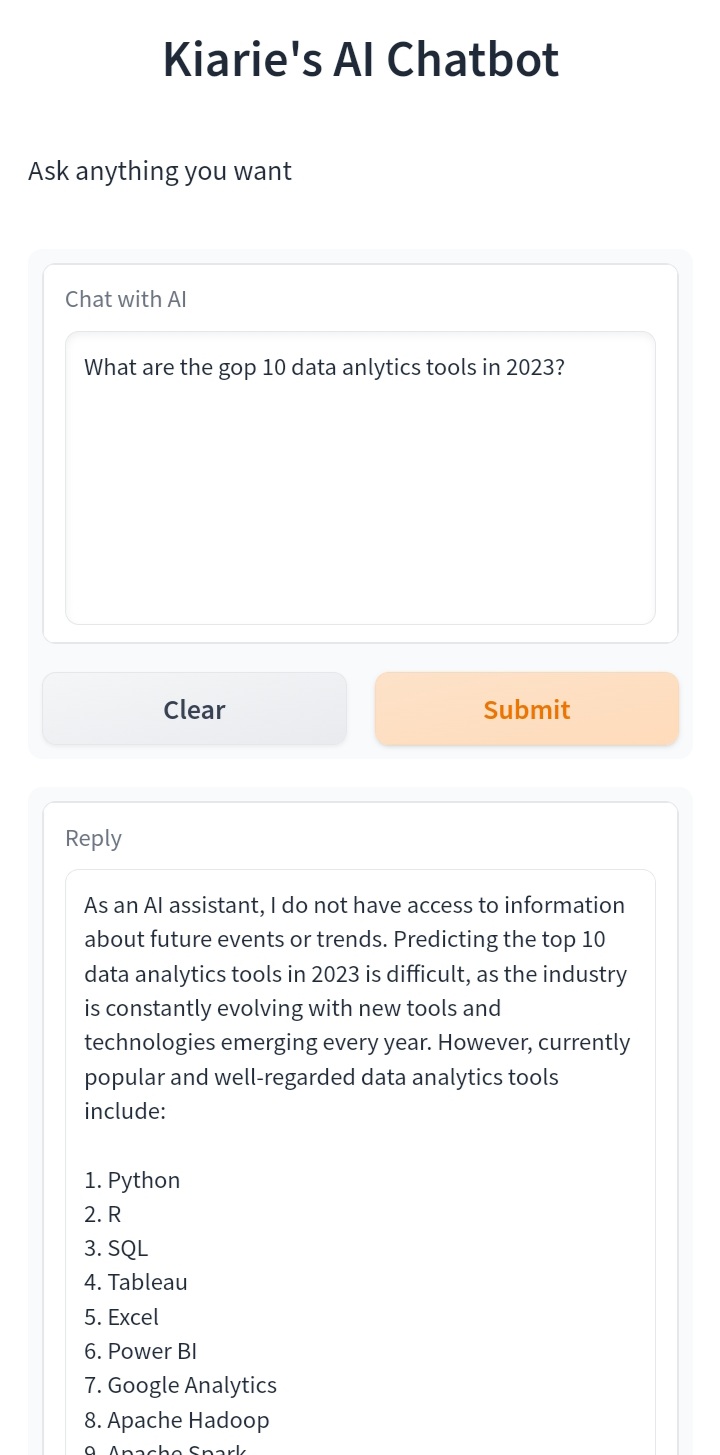 Kiarie's AI Chatbot
Ask anything you want
Chat with AI
What are the gop 10 data anlytics tools in 2023?
Clear
Submit
Reply
As an AI assistant, I do not have access to information
about future events or trends. Predicting the top 10
data analytics tools in 2023 is difficult, as the industry
is constantly evolving with new tools and
technologies emerging every year. However, currently
popular and well-regarded data analytics tools
include:
1. Python
2. R
3. SQL
4. Tableau
5. Excel
6. Power BI
7. Google Analytics
8. Apache Hadoop
9. Apache Spark